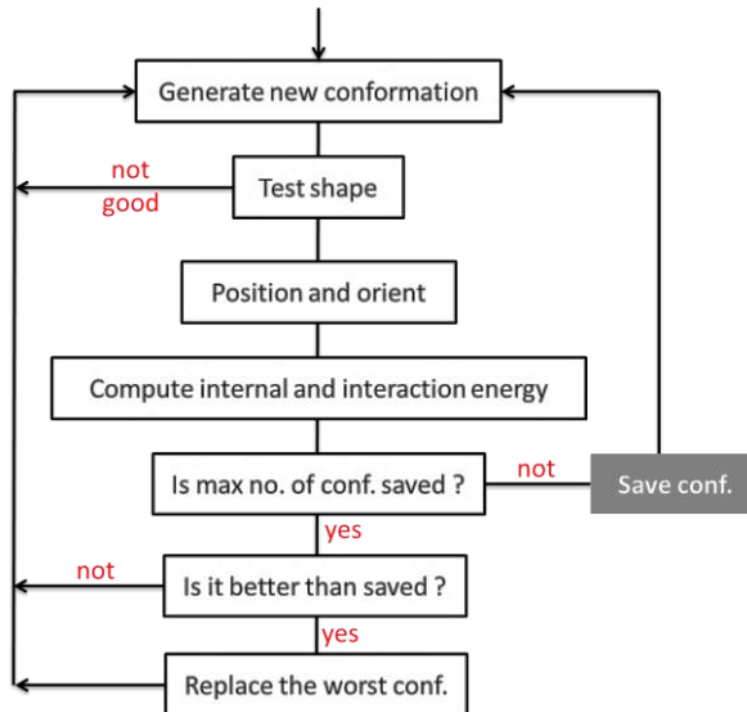 Generate new conformation
not
good
Test shape
Position and orient
Compute internal and interaction energy
Is max no. of conf. saved ?
not
Save conf.
yes
not
Is it better than saved ?
yes
Replace the worst conf.